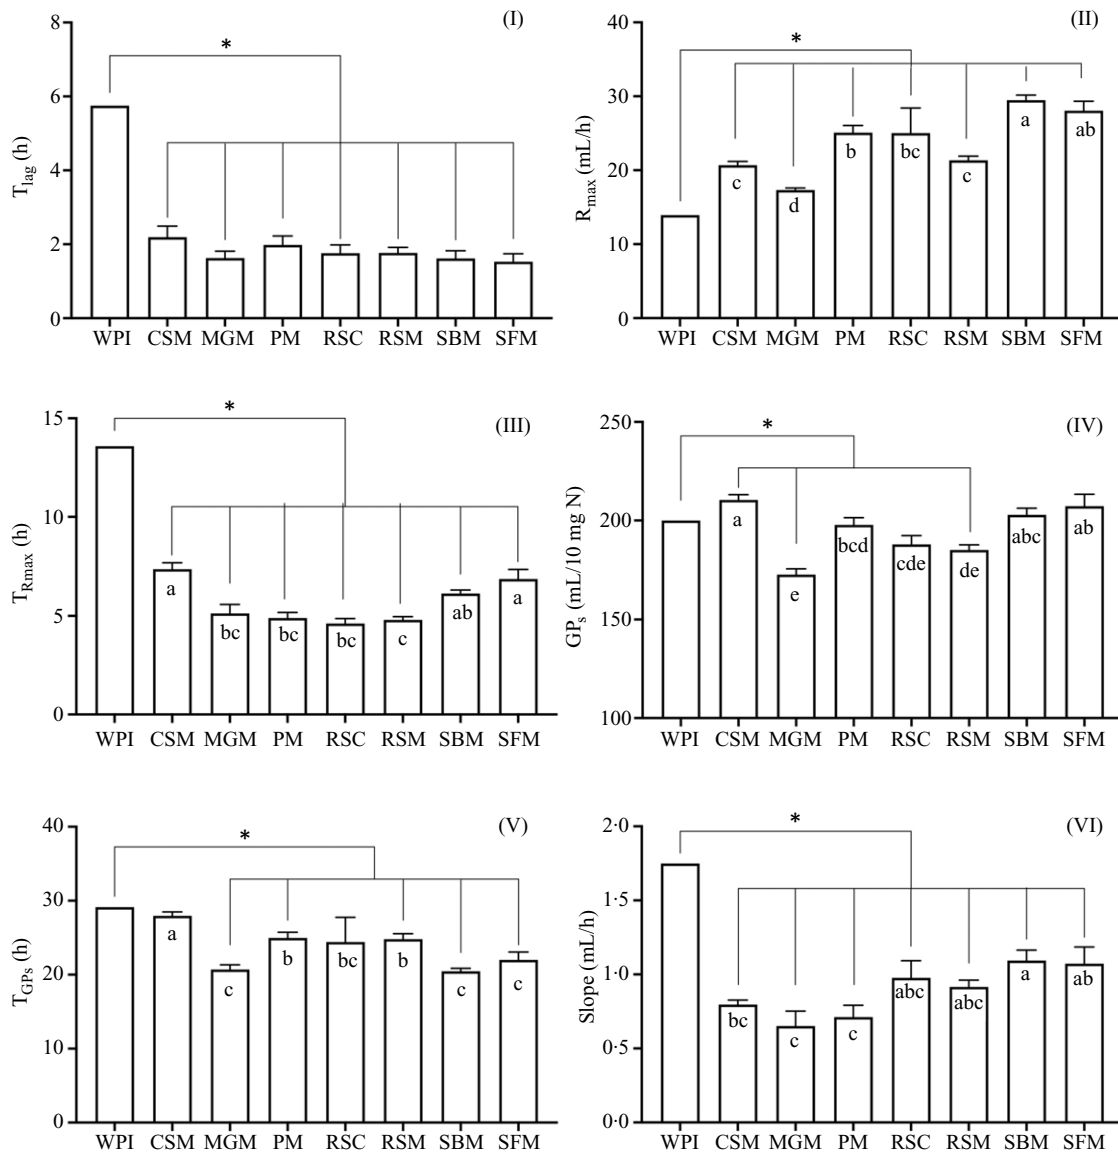 (I)
T_lag (h)
8
6
4
2
0
*
WPI CSM MGM PM RSC RSM SBM SFM
(II)
R_max (mL/h)
40
30
20
10
0
*
c d b bc c a ab
WPI CSM MGM PM RSC RSM SBM SFM
(III)
T_Rmax (h)
15
10
5
0
*
a bc bc bc c ab a
WPI CSM MGM PM RSC RSM SBM SFM
(IV)
GP_s (mL/10 mg N)
250
200
150
100
*
a e bcd cde de abc ab
WPI CSM MGM PM RSC RSM SBM SFM
(V)
T_GPs (h)
40
30
20
10
0
*
a c b bc b c c
WPI CSM MGM PM RSC RSM SBM SFM
(VI)
Slope (mL/h)
2·0
1·5
1·0
0·5
0·0
*
bc c c abc abc a ab
WPI CSM MGM PM RSC RSM SBM SFM